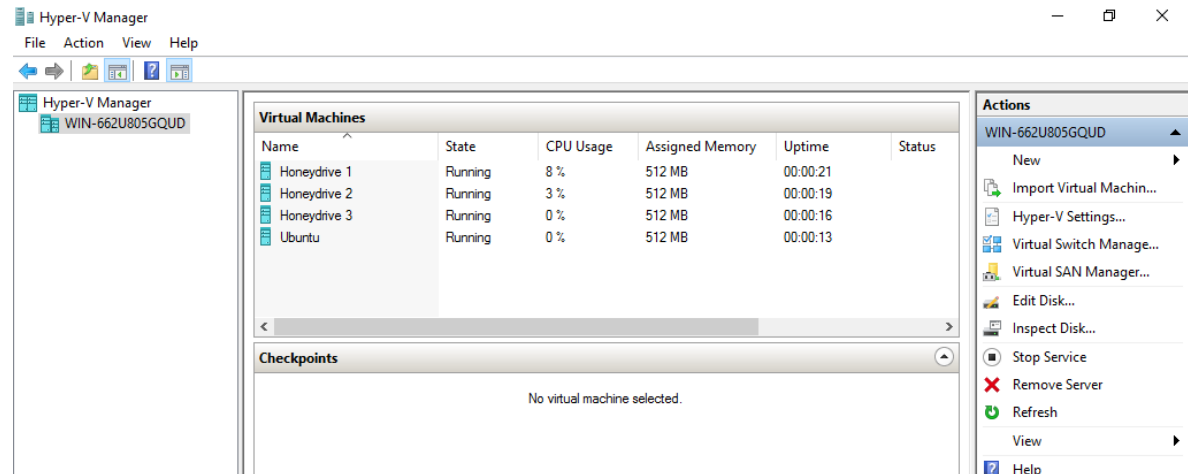 Hyper-V Manager
File Action View Help
Hyper-V Manager
WIN-662U805GQUD
Virtual Machines
Name State CPU Usage Assigned Memory Uptime Status
Honeydrive 1 Running 8 % 512 MB 00:00:21
Honeydrive 2 Running 3 % 512 MB 00:00:19
Honeydrive 3 Running 0 % 512 MB 00:00:16
Ubuntu Running 0 % 512 MB 00:00:13
Checkpoints
No virtual machine selected.
Actions
WIN-662U805GQUD
New
Import Virtual Machin...
Hyper-V Settings...
Virtual Switch Manage...
Virtual SAN Manager...
Edit Disk...
Inspect Disk...
Stop Service
Remove Server
Refresh
View
Help